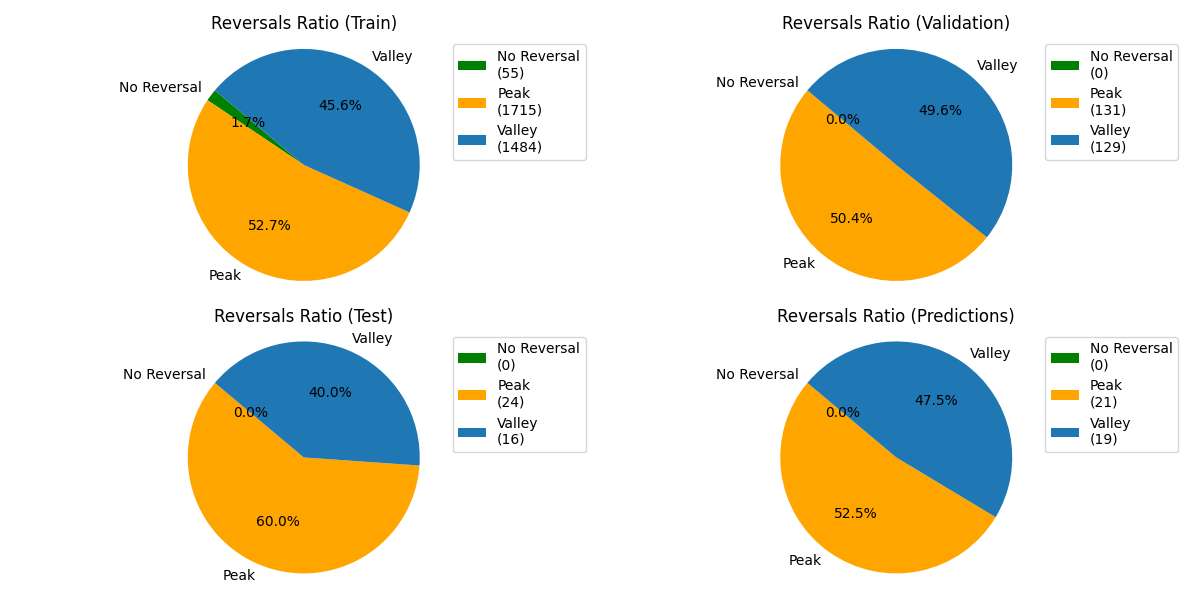 Reversals Ratio (Train)
Valley
No Reversal
45.6%
1.7%
52.7%
Peak
No Reversal
(55)
Peak
(1715)
Valley
(1484)
Reversals Ratio (Validation)
Valley
No Reversal
49.6%
0.0%
50.4%
Peak
No Reversal
(0)
Peak
(131)
Valley
(129)
Reversals Ratio (Test)
Valley
No Reversal
40.0%
0.0%
60.0%
Peak
No Reversal
(0)
Peak
(24)
Valley
(16)
Reversals Ratio (Predictions)
Valley
No Reversal
47.5%
0.0%
52.5%
Peak
No Reversal
(0)
Peak
(21)
Valley
(19)